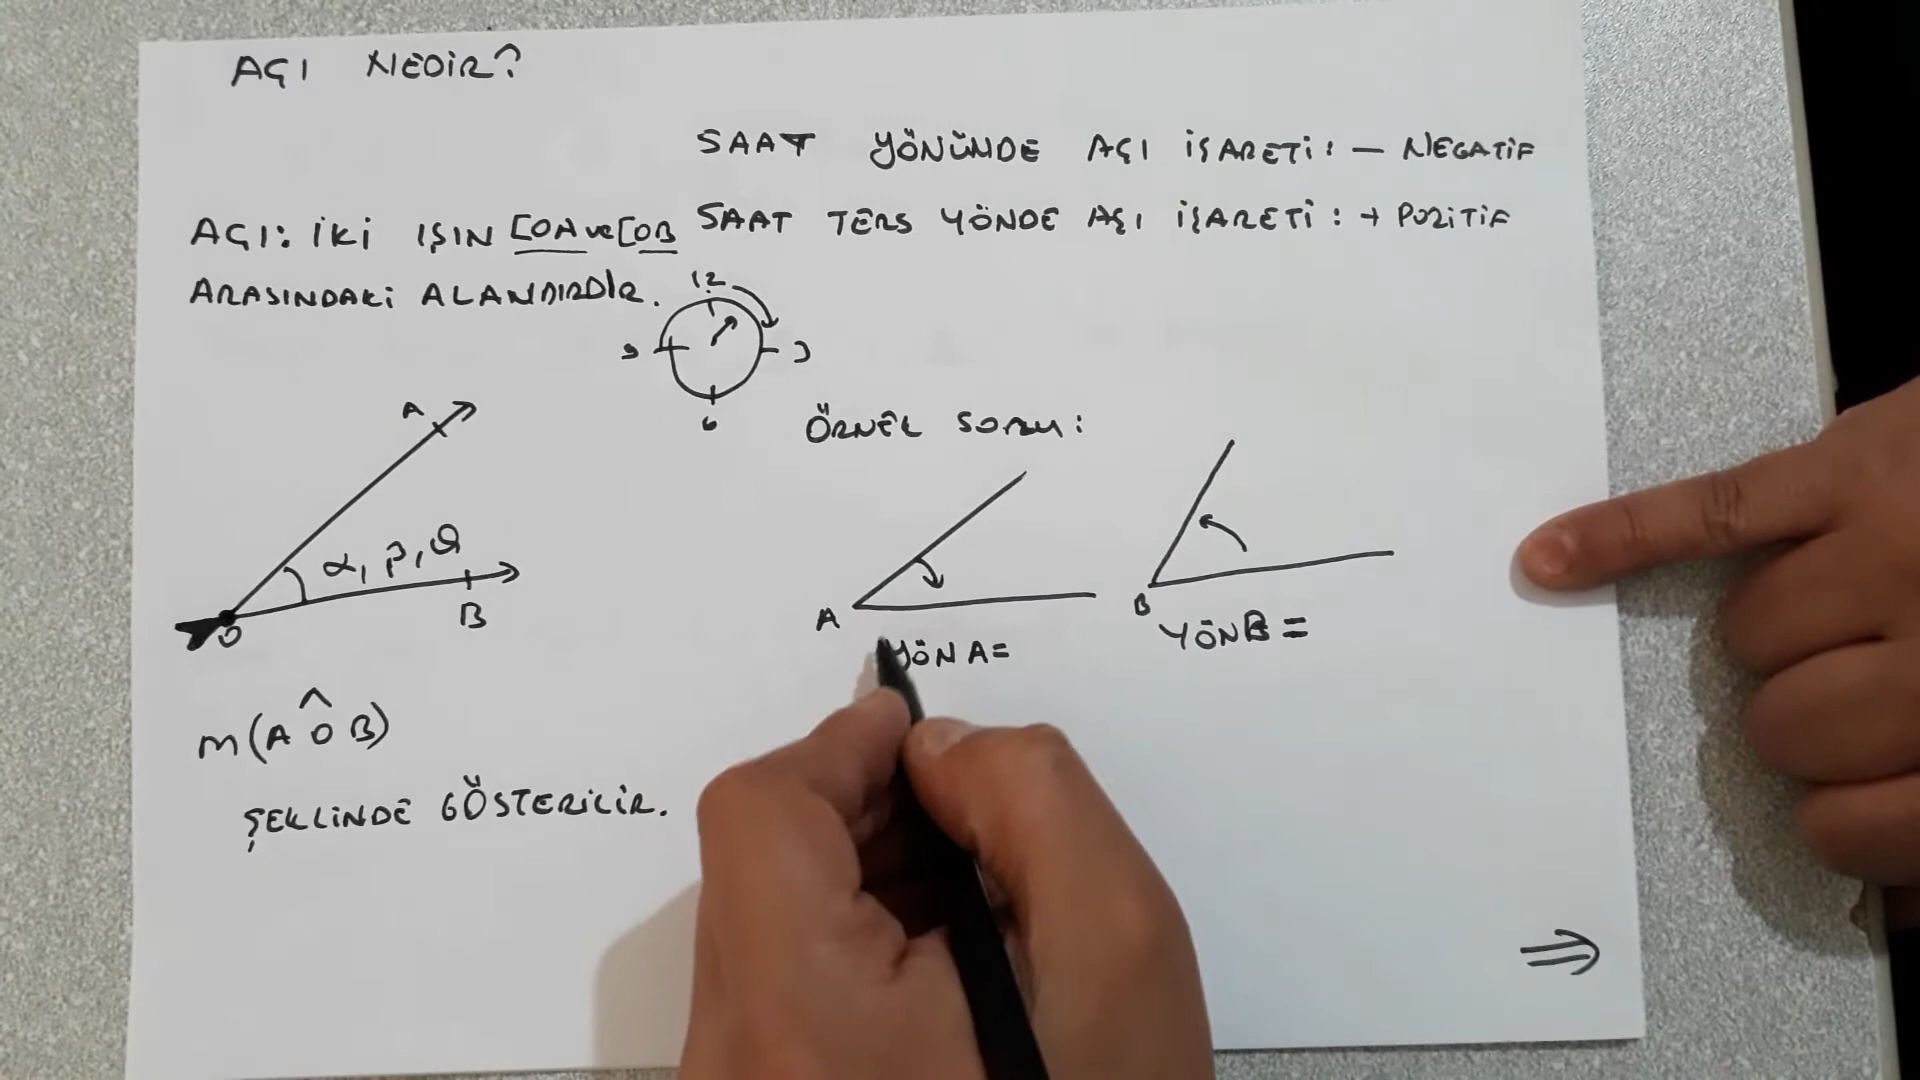 AÇI NEDİR?
SAAT YÖNÜNDE AÇI İŞARETİ: — NEGATİF
SAAT TERS YÖNDE AÇI İŞARETİ: + POZİTİF
AÇI: İKİ IŞIN [OA ve [OB
ARASINDAKİ ALANDIR.
12
9
3
6
A
α, β, θ
O
B
m(AÔB)
ŞEKLİNDE GÖSTERİLİR.
ÖRNEK SORU:
A
YÖN A=
B
YÖN B =